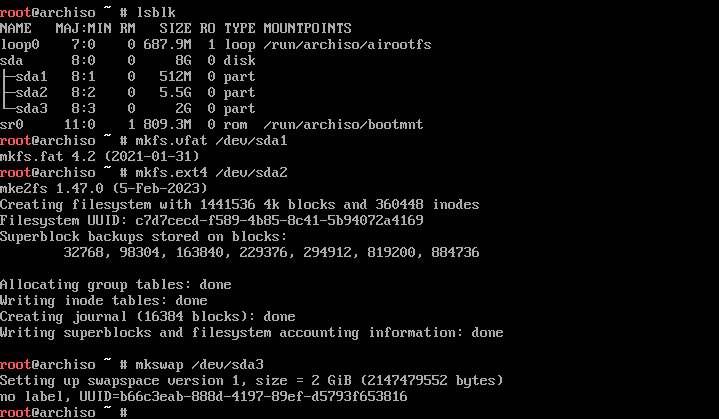 root@archiso ~ # lsblk
NAME   MAJ:MIN RM   SIZE RO TYPE MOUNTPOINTS
loop0    7:0    0 687.9M  1 loop /run/archiso/airootfs
sda      8:0    0     8G  0 disk
├─sda1   8:1    0   512M  0 part
├─sda2   8:2    0   5.5G  0 part
└─sda3   8:3    0     2G  0 part
sr0     11:0    1 809.3M  0 rom  /run/archiso/bootmnt
root@archiso ~ # mkfs.vfat /dev/sda1
mkfs.fat 4.2 (2021-01-31)
root@archiso ~ # mkfs.ext4 /dev/sda2
mke2fs 1.47.0 (5-Feb-2023)
Creating filesystem with 1441536 4k blocks and 360448 inodes
Filesystem UUID: c7d7cecd-f589-4b85-8c41-5b94072a4169
Superblock backups stored on blocks:
        32768, 98304, 163840, 229376, 294912, 819200, 884736

Allocating group tables: done
Writing inode tables: done
Creating journal (16384 blocks): done
Writing superblocks and filesystem accounting information: done

root@archiso ~ # mkswap /dev/sda3
Setting up swapspace version 1, size = 2 GiB (2147479552 bytes)
no label, UUID=b66c3eab-888d-4197-89ef-d5793f653816
root@archiso ~ #